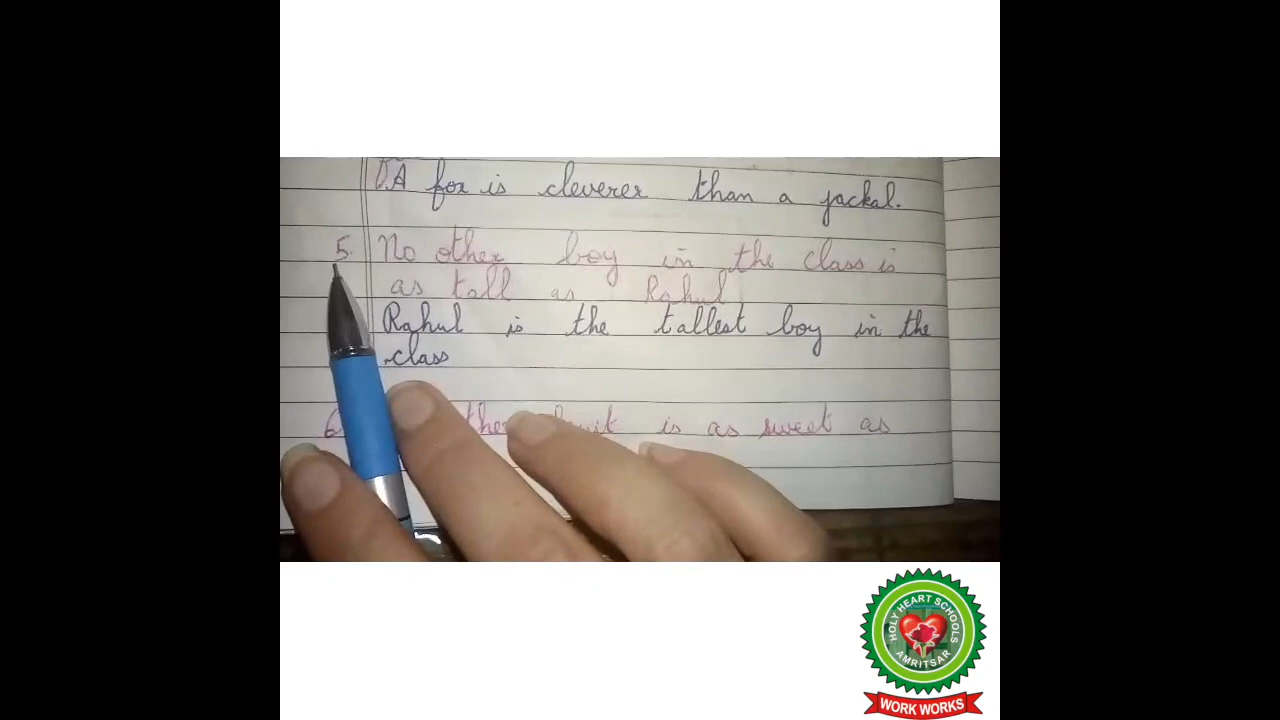 A fox is cleverer than a jackal.
5. No other boy in the class is
as tall as Rahul
Rahul is the tallest boy in the
class
6 is as sweet as
HOLY HEART SCHOOLS
AMRITSAR
WORK WORKS